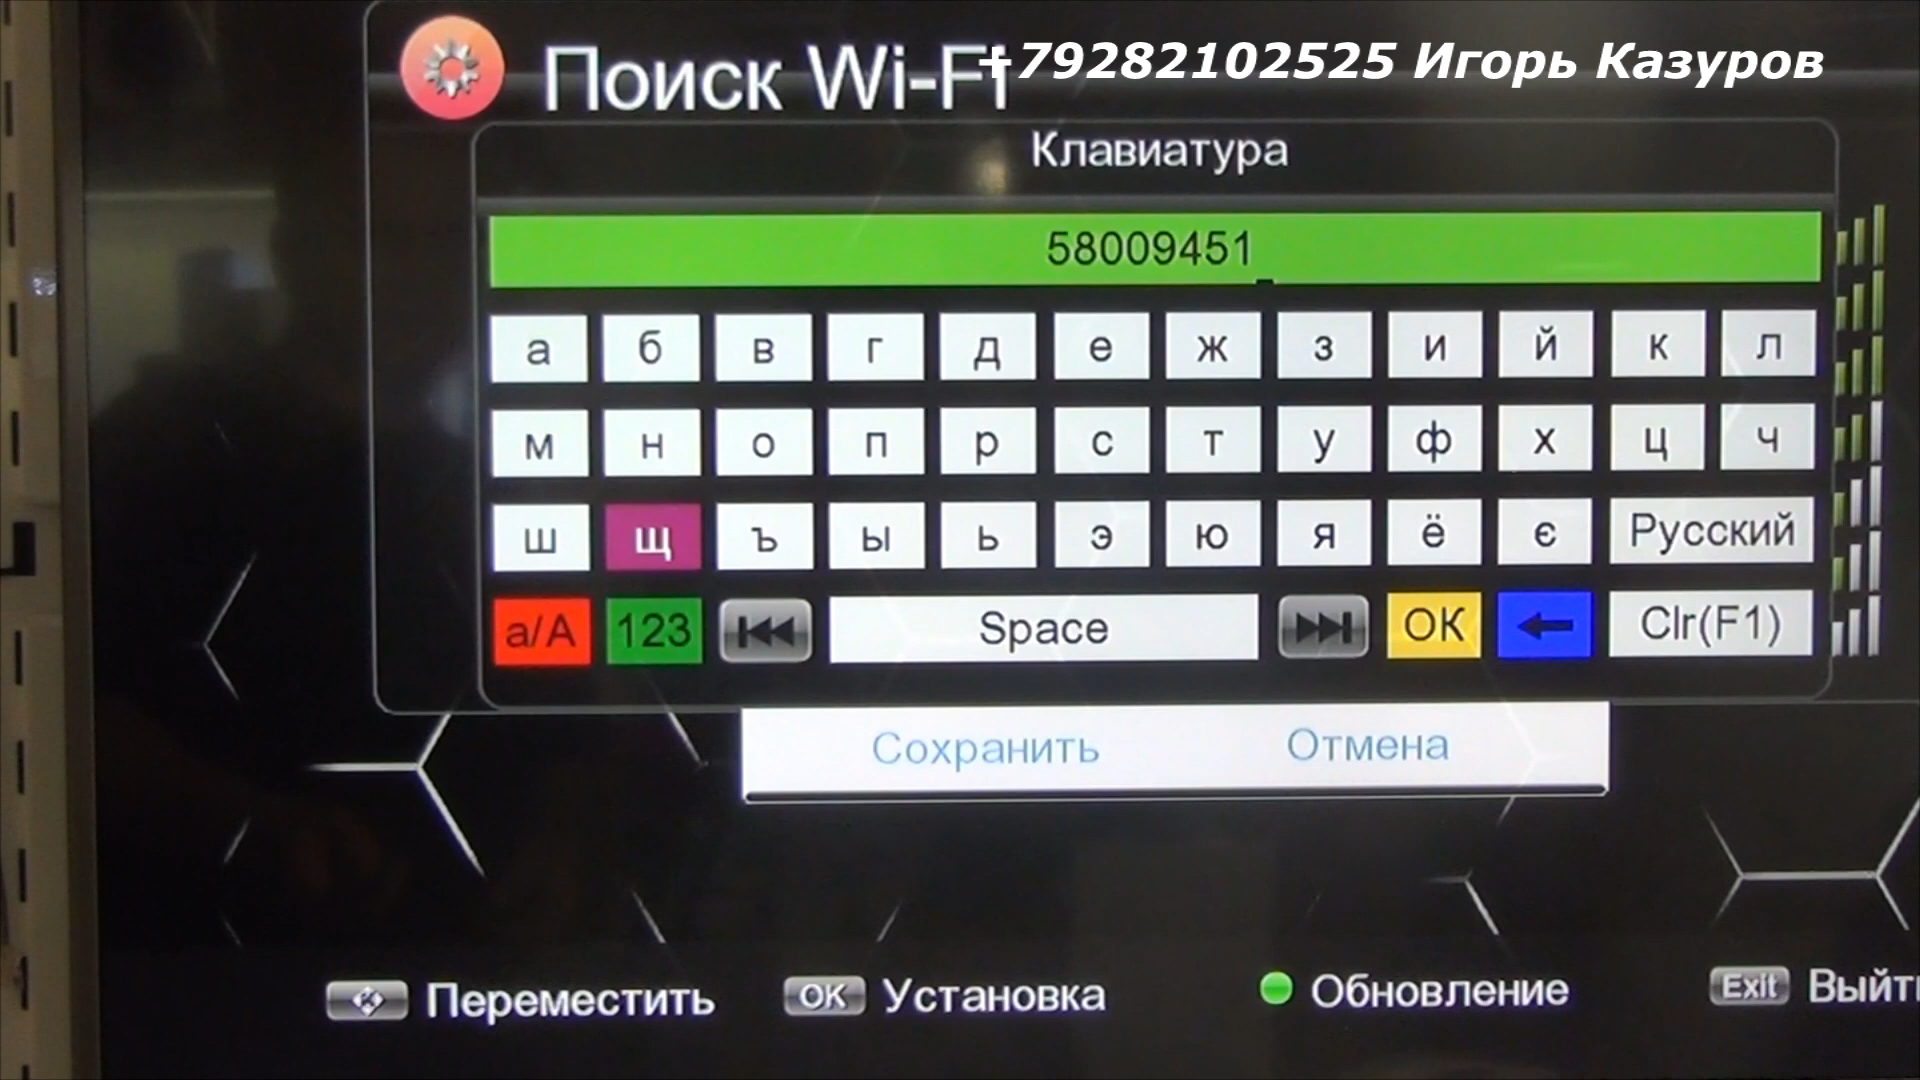 Поиск Wi-Fi
+79282102525 Игорь Казуров
Клавиатура
58009451
а б в г д е ж з и й к л
м н о п р с т у ф х ц ч
ш щ ъ ы ь э ю я ё є Русский
a/A 123 Space OK Clr(F1)
Сохранить Отмена
Переместить OK Установка Обновление Exit Выйти